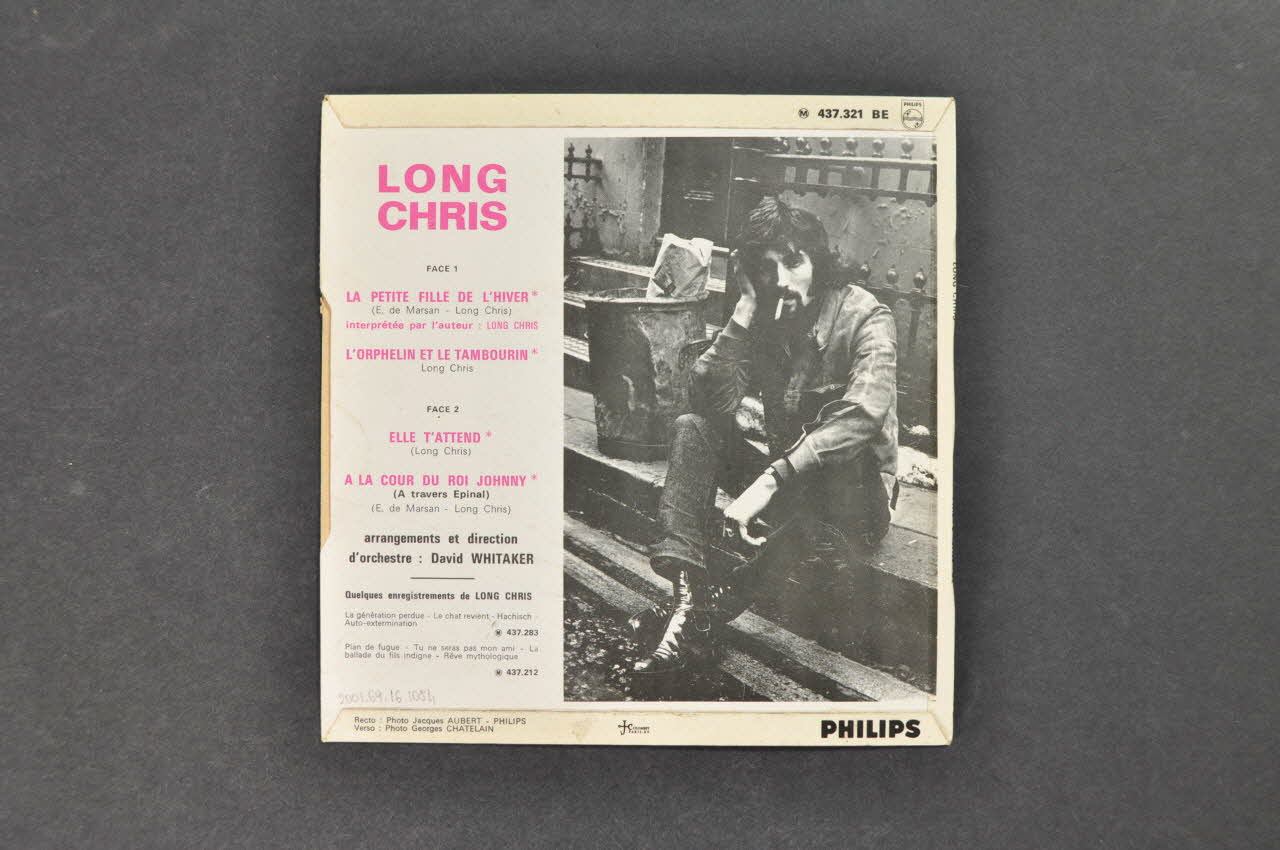 Ⓜ 437.321 BE
PHILIPS
LONG
CHRIS
FACE 1
LA PETITE FILLE DE L'HIVER*
(E. de Marsan - Long Chris)
interprétée par l'auteur : LONG CHRIS
L'ORPHELIN ET LE TAMBOURIN*
Long Chris
FACE 2
ELLE T'ATTEND*
(Long Chris)
A LA COUR DU ROI JOHNNY*
(A travers Epinal)
(E. de Marsan - Long Chris)
arrangements et direction
d'orchestre : David WHITAKER
Quelques enregistrements de LONG CHRIS
La génération perdue - Le chat revient - Hachisch -
Auto-extermination
Ⓜ 437.283
Plan de fugue - Tu ne seras pas mon ami - La
ballade du fils indigne - Rêve mythologique
Ⓜ 437.212
2001.69.16.1084
Recto : Photo Jacques AUBERT - PHILIPS
Verso : Photo Georges CHATELAIN
PHILIPS